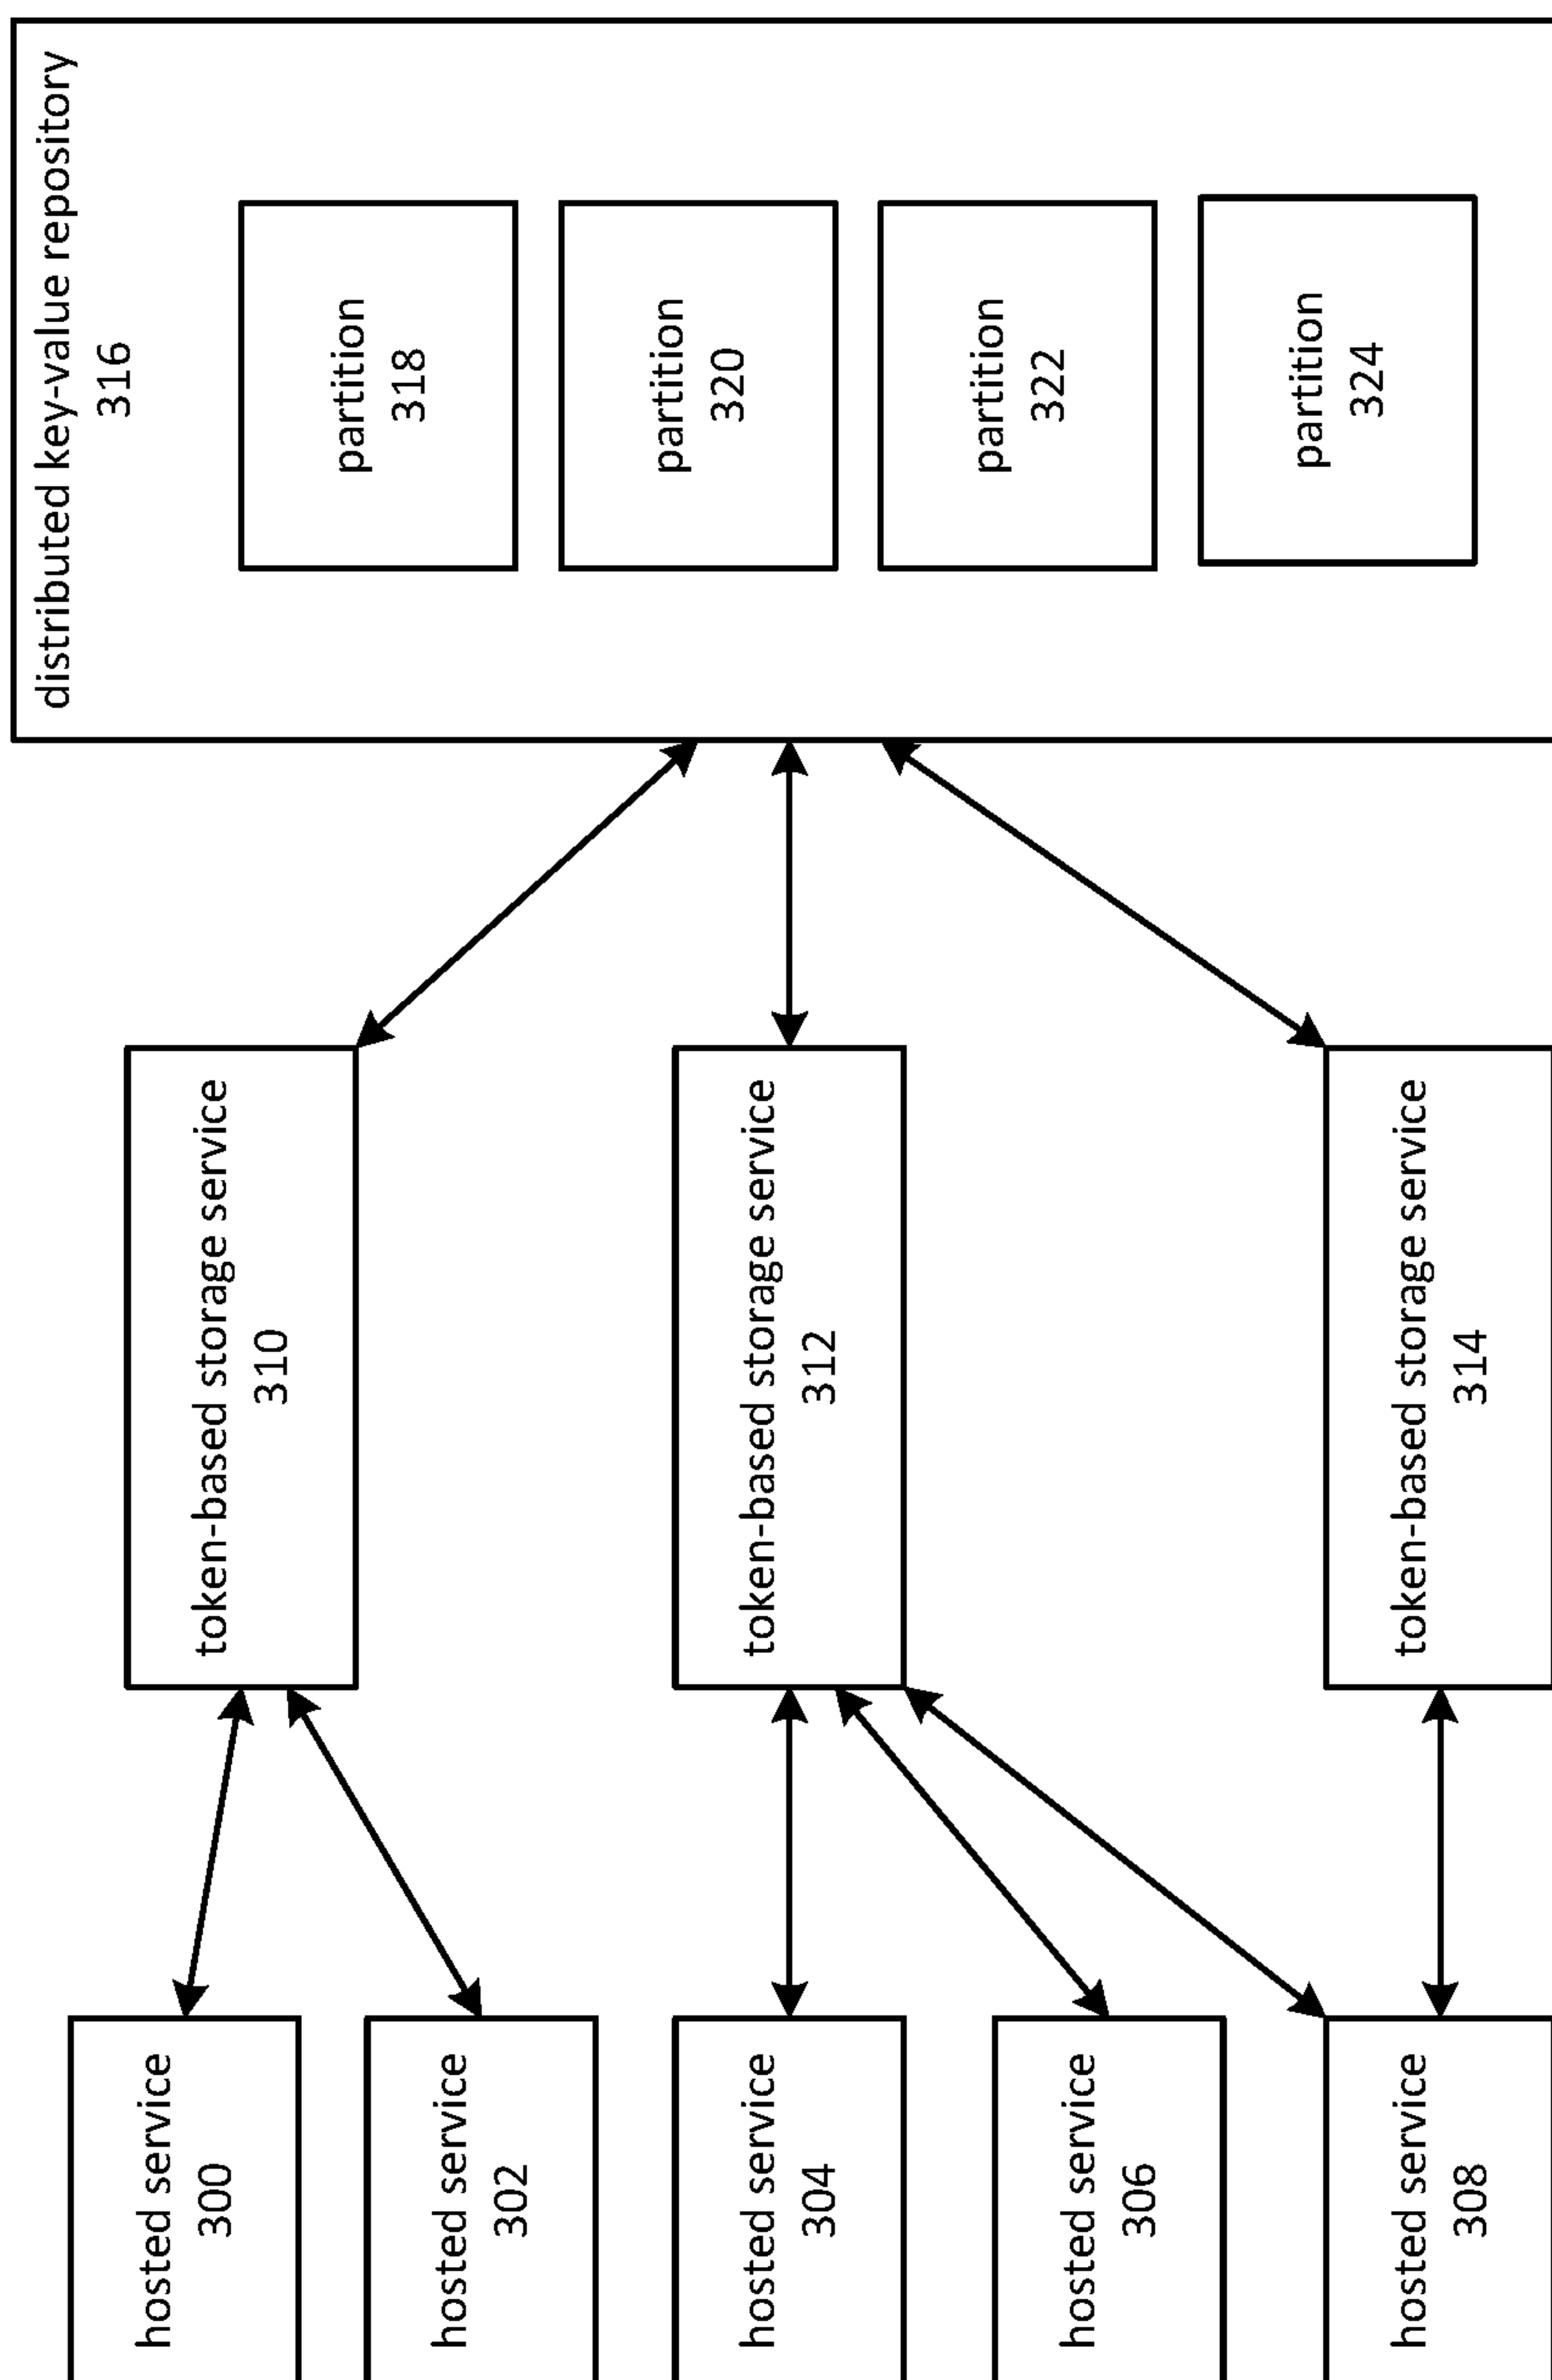 hosted service
300
hosted service
302
hosted service
304
hosted service
306
hosted service
308
token-based storage service
310
token-based storage service
312
token-based storage service
314
distributed key-value repository
316
partition
318
partition
320
partition
322
partition
324